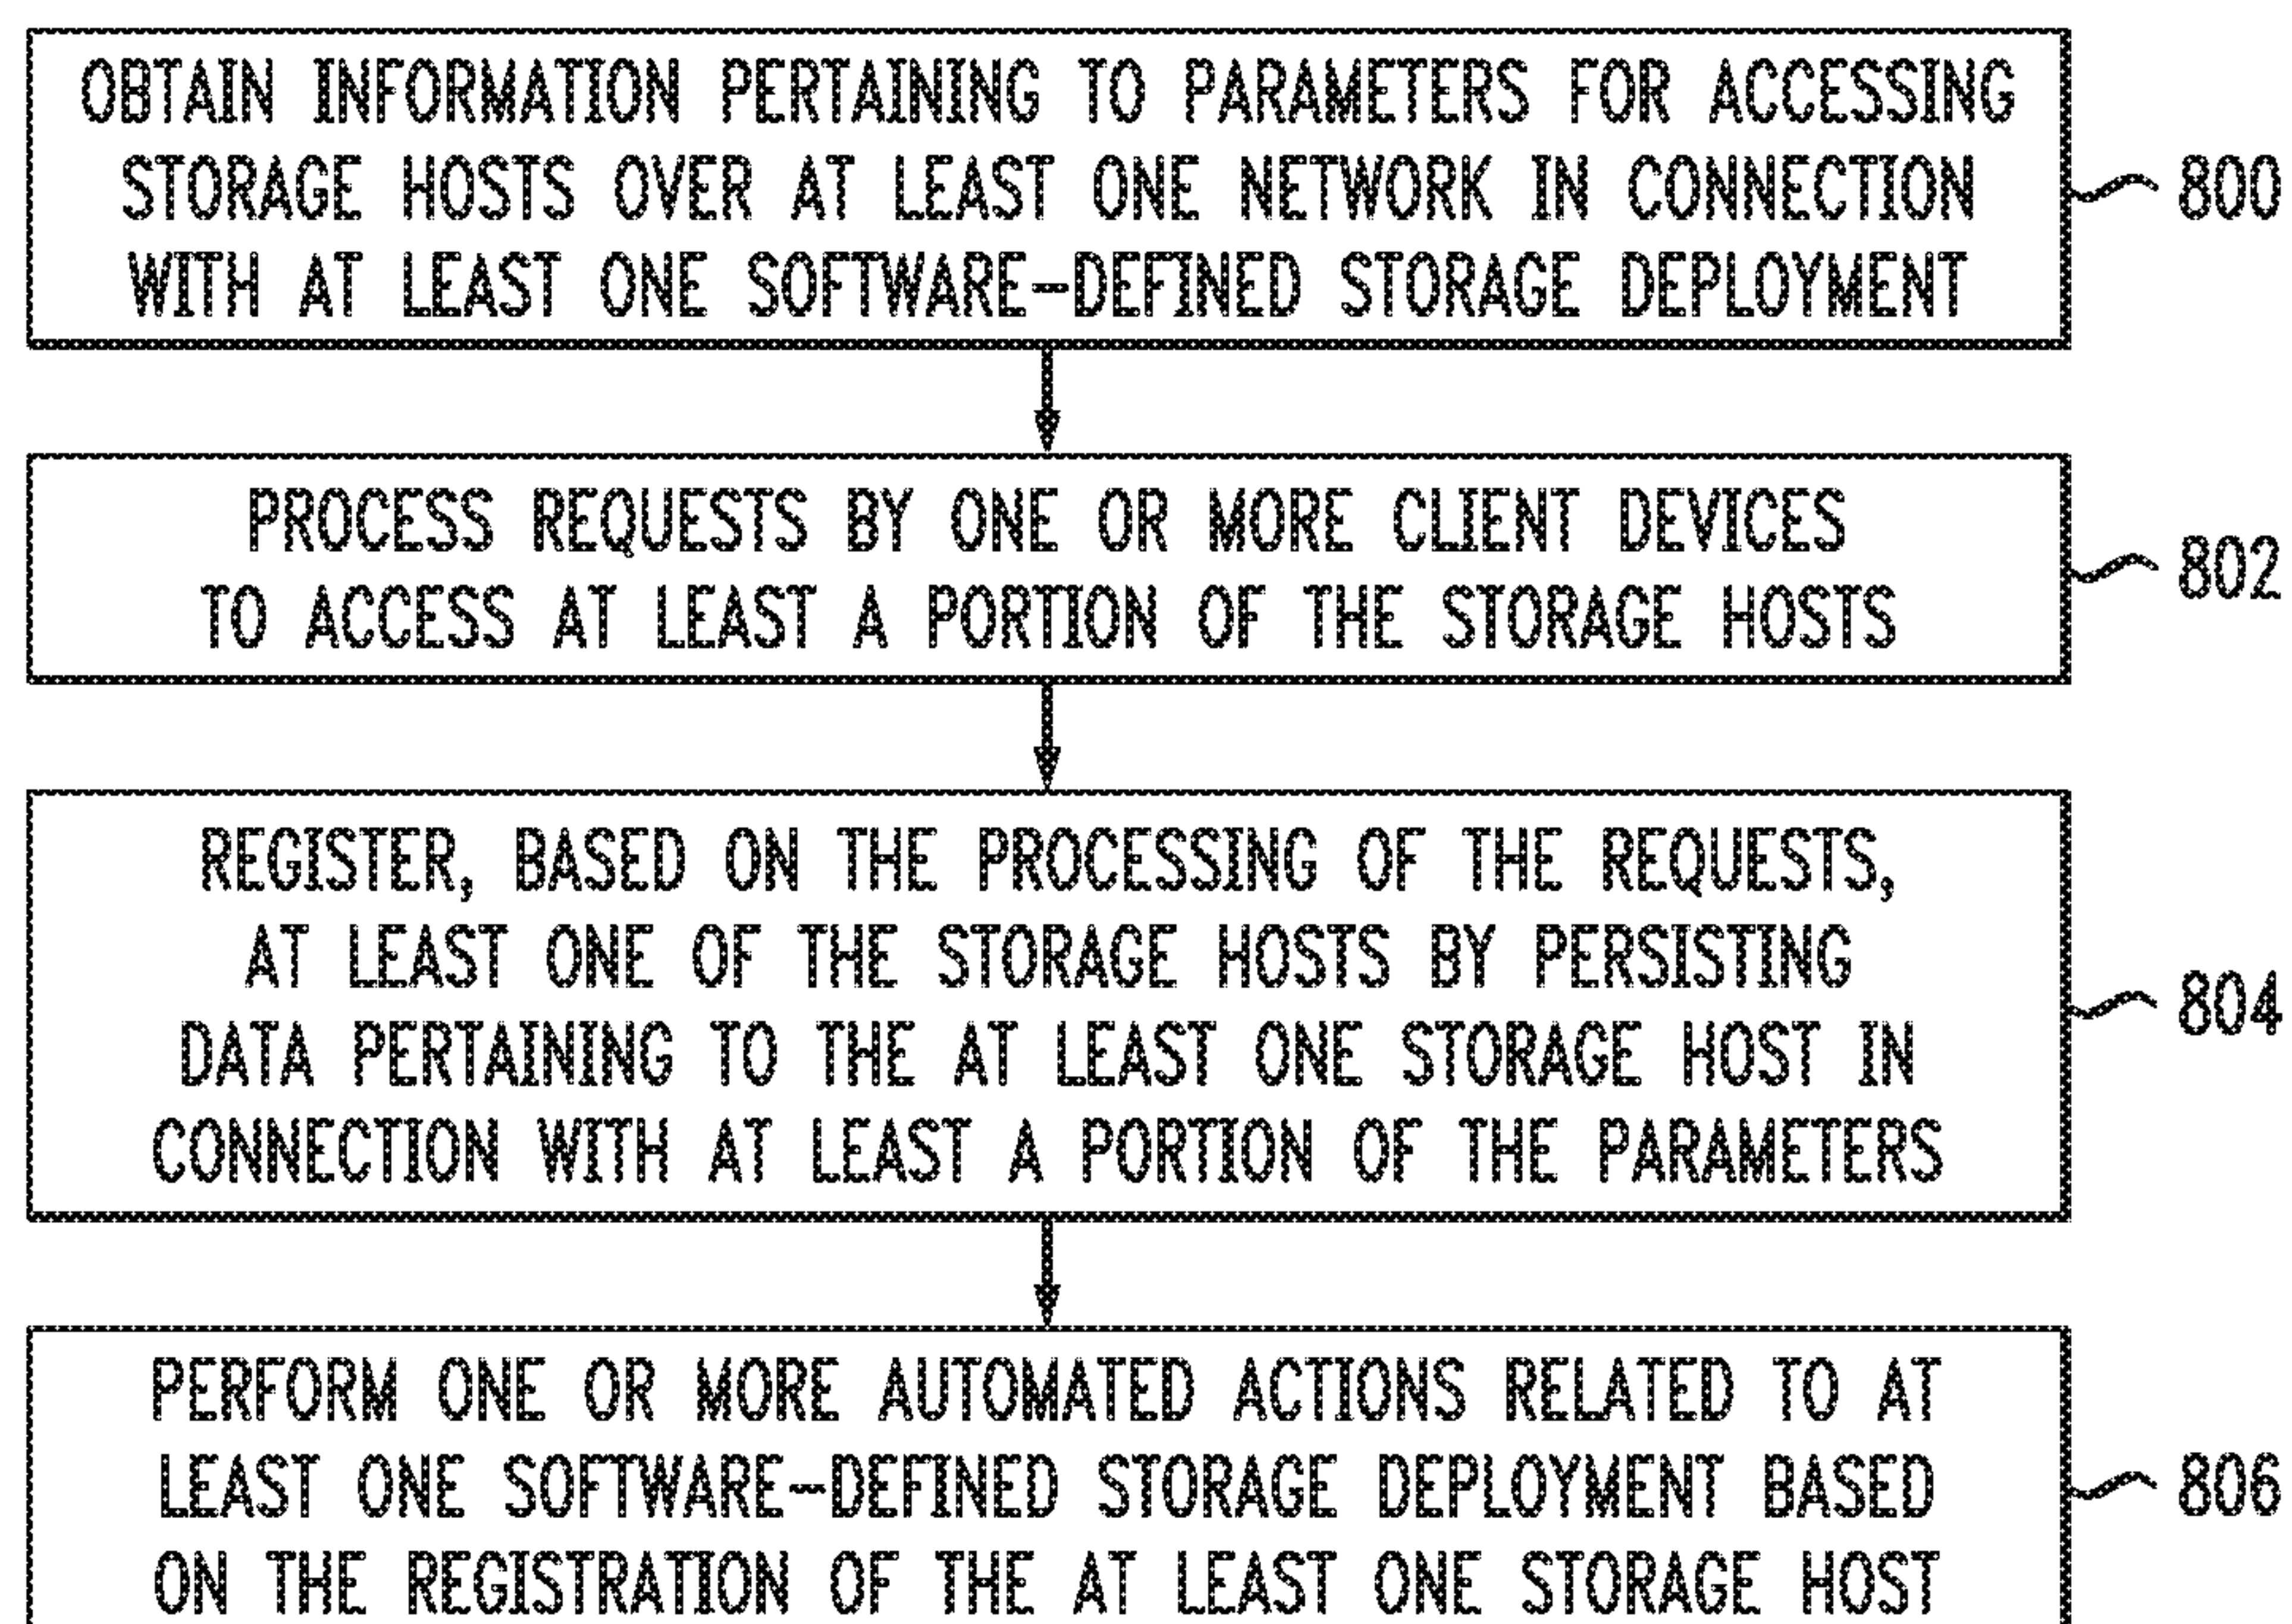 OBTAIN INFORMATION PERTAINING TO PARAMETERS FOR ACCESSING
STORAGE HOSTS OVER AT LEAST ONE NETWORK IN CONNECTION
WITH AT LEAST ONE SOFTWARE-DEFINED STORAGE DEPLOYMENT
800
PROCESS REQUESTS BY ONE OR MORE CLIENT DEVICES
TO ACCESS AT LEAST A PORTION OF THE STORAGE HOSTS
802
REGISTER, BASED ON THE PROCESSING OF THE REQUESTS,
AT LEAST ONE OF THE STORAGE HOSTS BY PERSISTING
DATA PERTAINING TO THE AT LEAST ONE STORAGE HOST IN
CONNECTION WITH AT LEAST A PORTION OF THE PARAMETERS
804
PERFORM ONE OR MORE AUTOMATED ACTIONS RELATED TO AT
LEAST ONE SOFTWARE-DEFINED STORAGE DEPLOYMENT BASED
ON THE REGISTRATION OF THE AT LEAST ONE STORAGE HOST
806